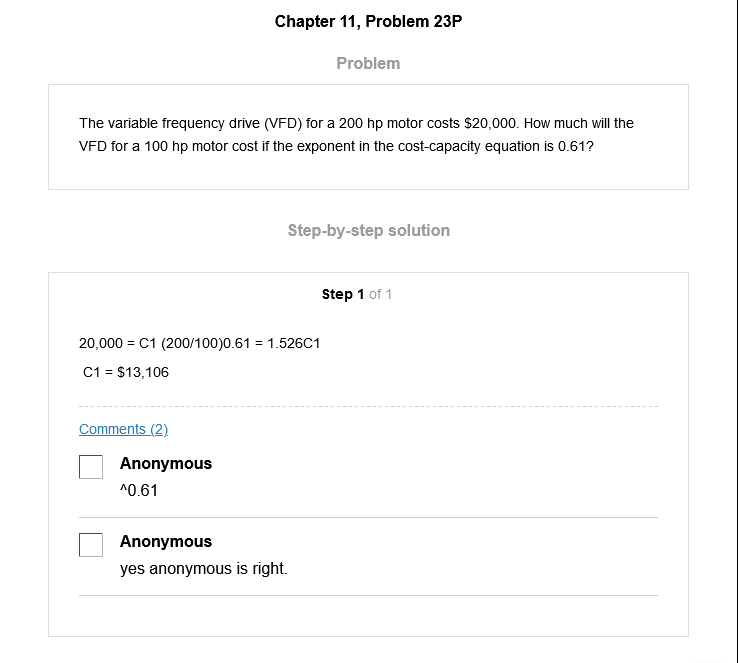 Chapter 11, Problem 23P
Problem
The variable frequency drive (VFD) for a 200 hp motor costs $20,000. How much will the
VFD for a 100 hp motor cost if the exponent in the cost-capacity equation is 0.61?
Step-by-step solution
Step 1 of 1
20,000 = C1 (200/100)0.61 = 1.526C1
C1 = $13,106
Comments (2)
Anonymous
^0.61
Anonymous
yes anonymous is right.